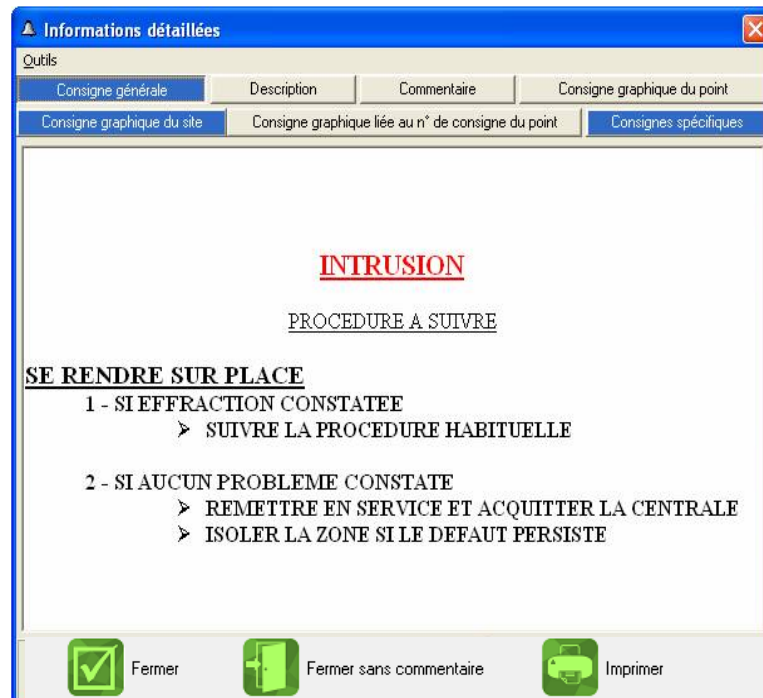 Informations détaillées
Outils
Consigne générale
Description
Commentaire
Consigne graphique du point
Consigne graphique du site
Consigne graphique liée au n° de consigne du point
Consignes spécifiques
INTRUSION
PROCEDURE A SUIVRE
SE RENDRE SUR PLACE
1 - SI EFFRACTION CONSTATEE
➢ SUIVRE LA PROCEDURE HABITUELLE
2 - SI AUCUN PROBLEME CONSTATE
➢ REMETTRE EN SERVICE ET ACQUITTER LA CENTRALE
➢ ISOLER LA ZONE SI LE DEFAUT PERSISTE
Fermer
Fermer sans commentaire
Imprimer